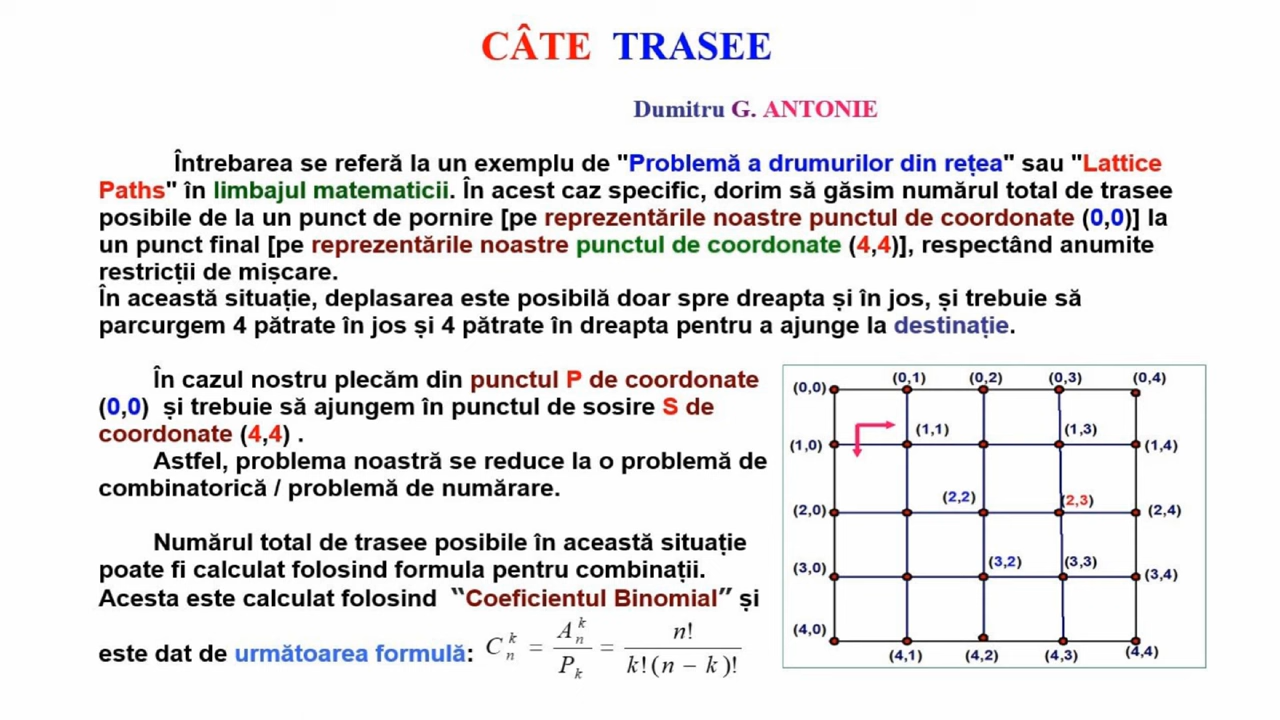 CÂTE TRASEE
Dumitru G. ANTONIE
Întrebarea se referă la un exemplu de "Problemă a drumurilor din rețea" sau "Lattice
Paths" în limbajul matematicii. În acest caz specific, dorim să găsim numărul total de trasee
posibile de la un punct de pornire [pe reprezentările noastre punctul de coordonate (0,0)] la
un punct final [pe reprezentările noastre punctul de coordonate (4,4)], respectând anumite
restricții de mișcare.
În această situație, deplasarea este posibilă doar spre dreapta și în jos, și trebuie să
parcurgem 4 pătrate în jos și 4 pătrate în dreapta pentru a ajunge la destinație.
În cazul nostru plecăm din punctul P de coordonate
(0,0) și trebuie să ajungem în punctul de sosire S de
coordonate (4,4) .
Astfel, problema noastră se reduce la o problemă de
combinatorică / problemă de numărare.
Numărul total de trasee posibile în această situație
poate fi calculat folosind formula pentru combinații.
Acesta este calculat folosind ‟Coeficientul Binomial” și
este dat de următoarea formulă: C_n^k = A_n^k / P_k = n! / k!(n − k)!
(0,0) (0,1) (0,2) (0,3) (0,4)
(1,1) (1,3)
(1,0) (1,4)
(2,2) (2,3)
(2,0) (2,4)
(3,2) (3,3)
(3,0) (3,4)
(4,0)
(4,1) (4,2) (4,3) (4,4)